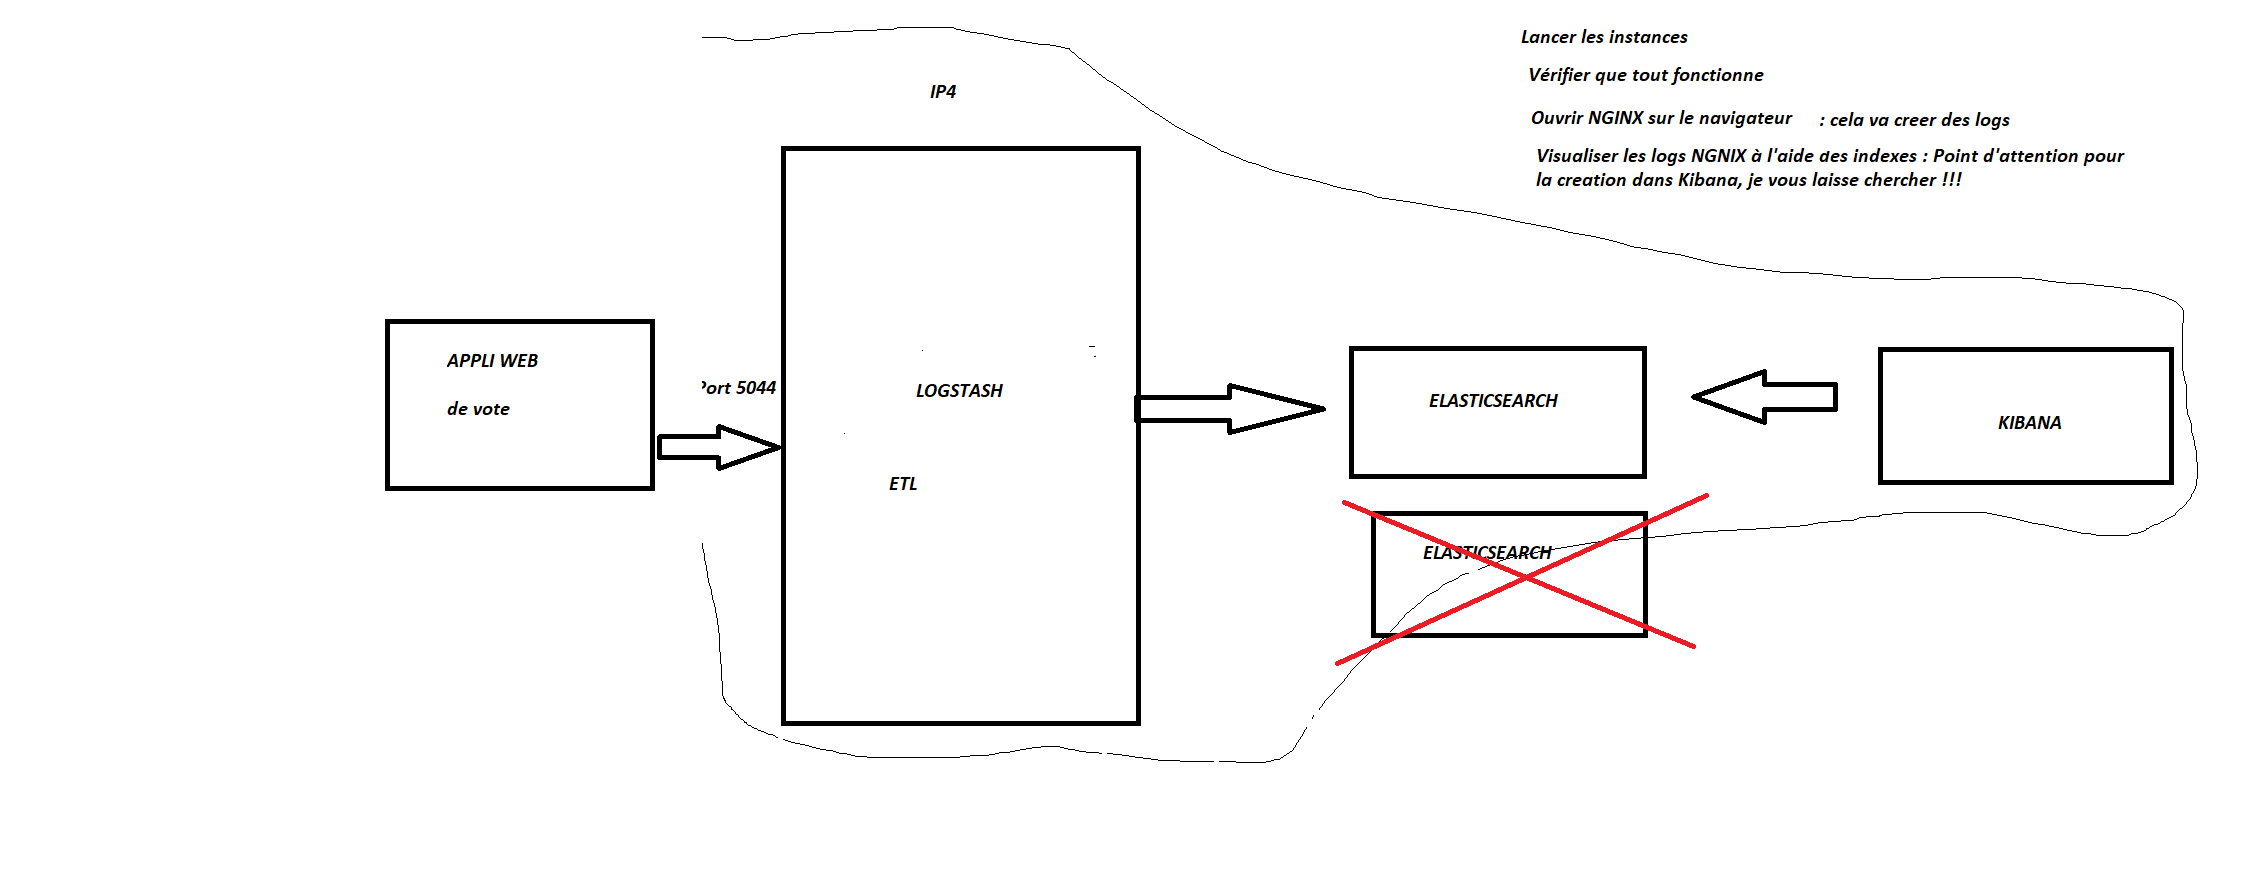 Lancer les instances
Vérifier que tout fonctionne
Ouvrir NGINX sur le navigateur : cela va creer des logs
Visualiser les logs NGNIX à l'aide des indexes : Point d'attention pour
la creation dans Kibana, je vous laisse chercher !!!
IP4
APPLI WEB
de vote
Port 5044
LOGSTASH
ETL
ELASTICSEARCH
KIBANA
ELASTICSEARCH